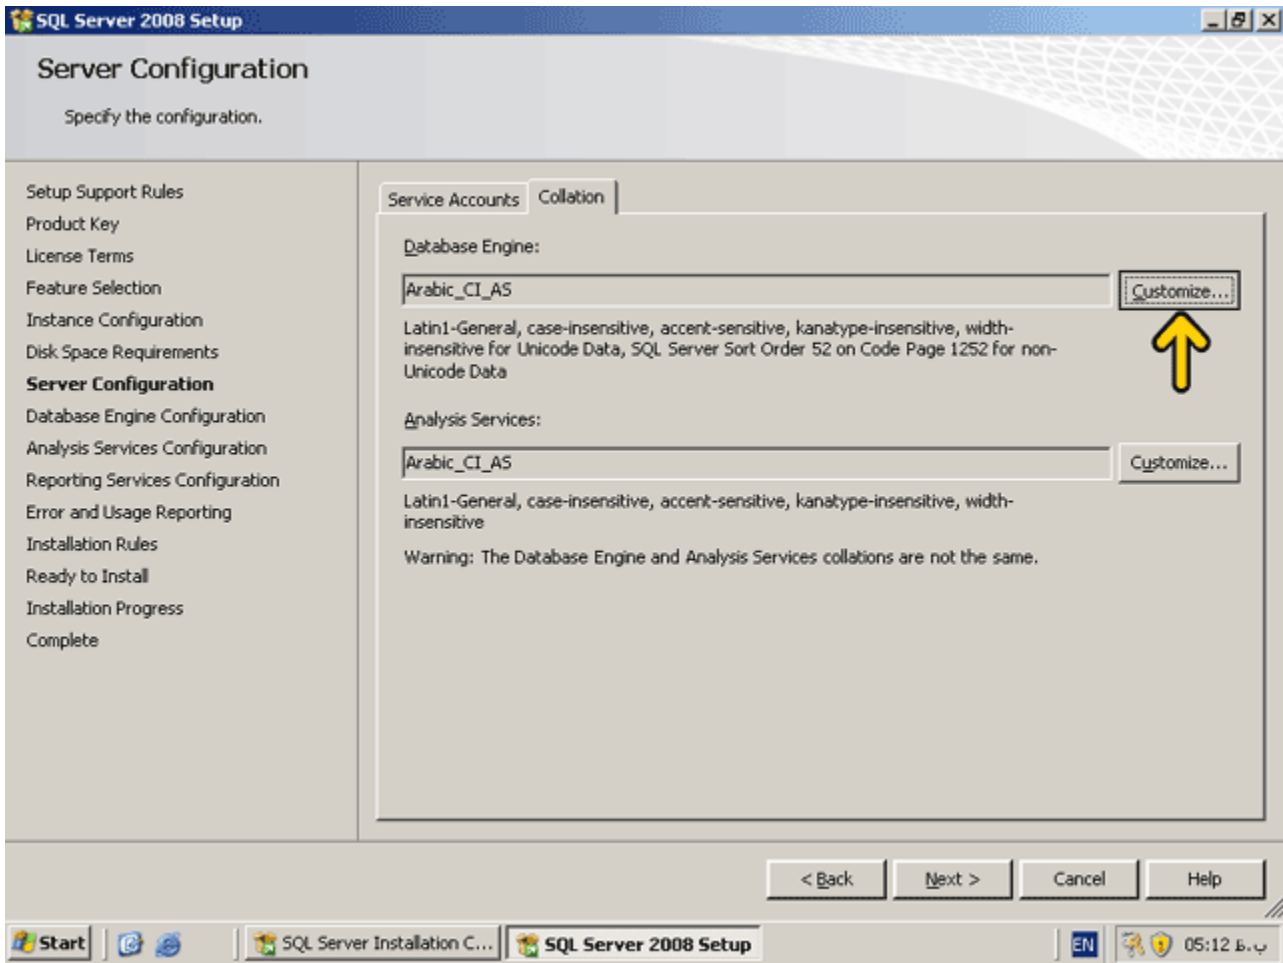 SQL Server 2008 Setup
Server Configuration
Specify the configuration.
Setup Support Rules
Product Key
License Terms
Feature Selection
Instance Configuration
Disk Space Requirements
Server Configuration
Database Engine Configuration
Analysis Services Configuration
Reporting Services Configuration
Error and Usage Reporting
Installation Rules
Ready to Install
Installation Progress
Complete
Service Accounts
Collation
Database Engine:
Arabic_CI_AS
Customize...
Latin1-General, case-insensitive, accent-sensitive, kanatype-insensitive, width-
insensitive for Unicode Data, SQL Server Sort Order 52 on Code Page 1252 for non-
Unicode Data
Analysis Services:
Arabic_CI_AS
Customize...
Latin1-General, case-insensitive, accent-sensitive, kanatype-insensitive, width-
insensitive
Warning: The Database Engine and Analysis Services collations are not the same.
< Back
Next >
Cancel
Help
Start
SQL Server Installation C...
SQL Server 2008 Setup
EN
05:12 ب.ظ